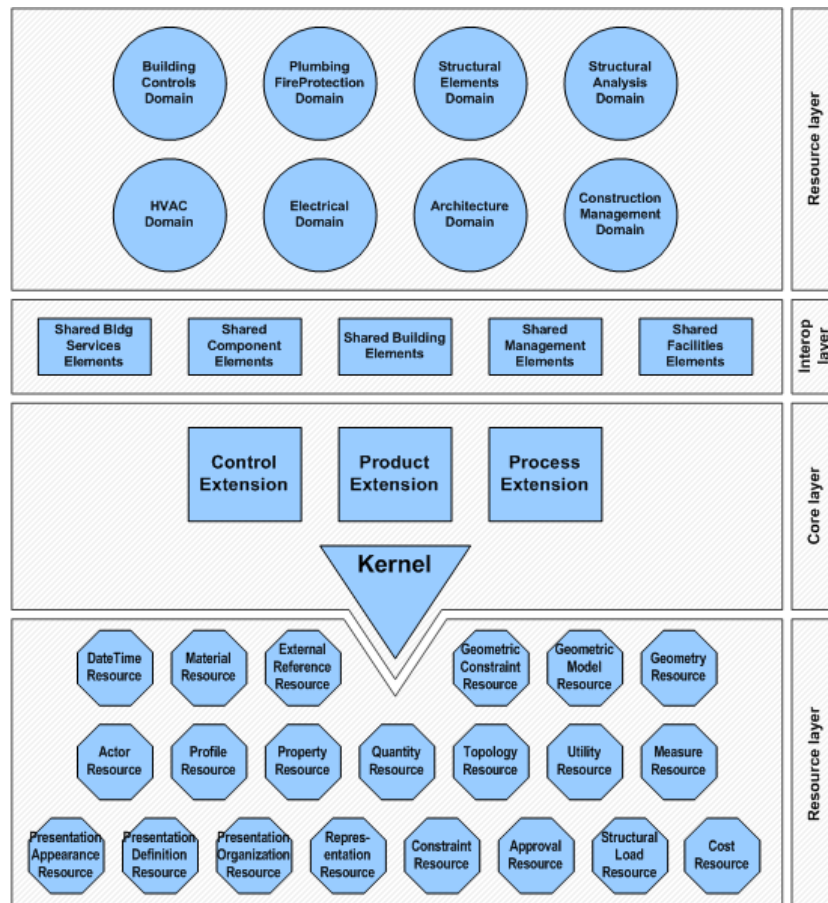 Building
Controls
Domain
Plumbing
FireProtection
Domain
Structural
Elements
Domain
Structural
Analysis
Domain
HVAC
Domain
Electrical
Domain
Architecture
Domain
Construction
Management
Domain
Resource layer
Shared Bldg
Services
Elements
Shared
Component
Elements
Shared Building
Elements
Shared
Management
Elements
Shared
Facilities
Elements
Interop
layer
Control
Extension
Product
Extension
Process
Extension
Kernel
Core layer
DateTime
Resource
Material
Resource
External
Reference
Resource
Geometric
Constraint
Resource
Geometric
Model
Resource
Geometry
Resource
Actor
Resource
Profile
Resource
Property
Resource
Quantity
Resource
Topology
Resource
Utility
Resource
Measure
Resource
Presentation
Appearance
Resource
Presentation
Definition
Resource
Presentation
Organization
Resource
Repres-
entation
Resource
Constraint
Resource
Approval
Resource
Structural
Load
Resource
Cost
Resource
Resource layer